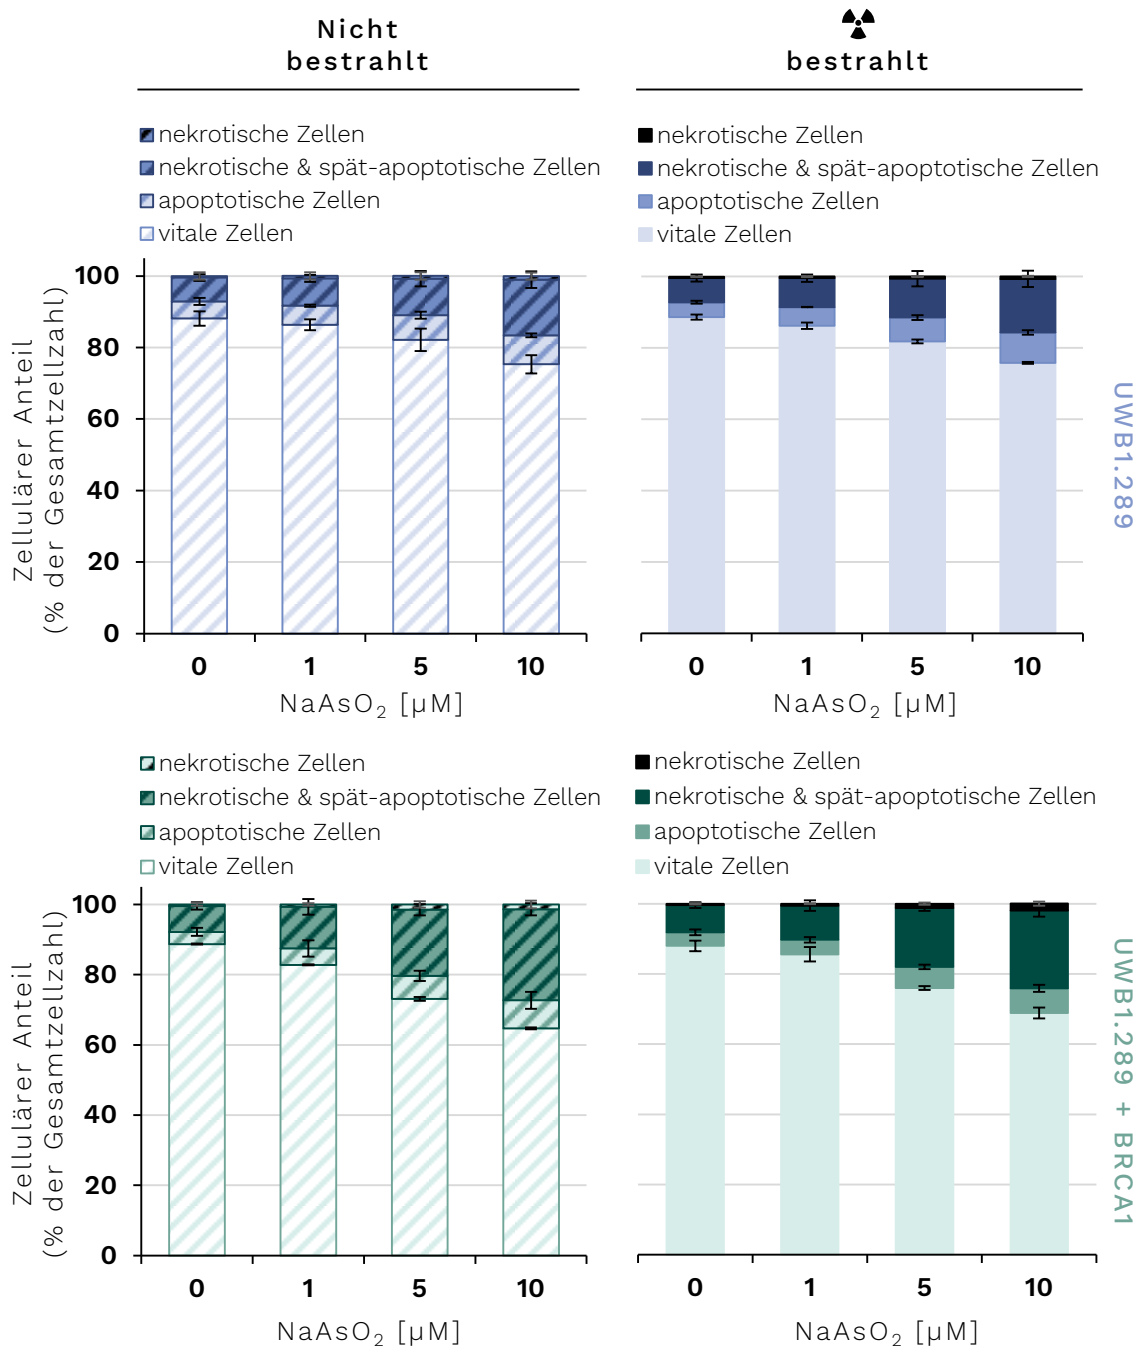 Nicht
bestrahlt
bestrahlt
nekrotische Zellen
nekrotische & spät-apoptotische Zellen
apoptotische Zellen
vitale Zellen
nekrotische Zellen
nekrotische & spät-apoptotische Zellen
apoptotische Zellen
vitale Zellen
Zellulärer Anteil
(% der Gesamtzellzahl)
100
80
60
40
20
0
0 1 5 10
NaAsO₂ [µM]
0 1 5 10
NaAsO₂ [µM]
UWB1.289
nekrotische Zellen
nekrotische & spät-apoptotische Zellen
apoptotische Zellen
vitale Zellen
nekrotische Zellen
nekrotische & spät-apoptotische Zellen
apoptotische Zellen
vitale Zellen
Zellulärer Anteil
(% der Gesamtzellzahl)
100
80
60
40
20
0
0 1 5 10
NaAsO₂ [µM]
0 1 5 10
NaAsO₂ [µM]
UWB1.289 + BRCA1